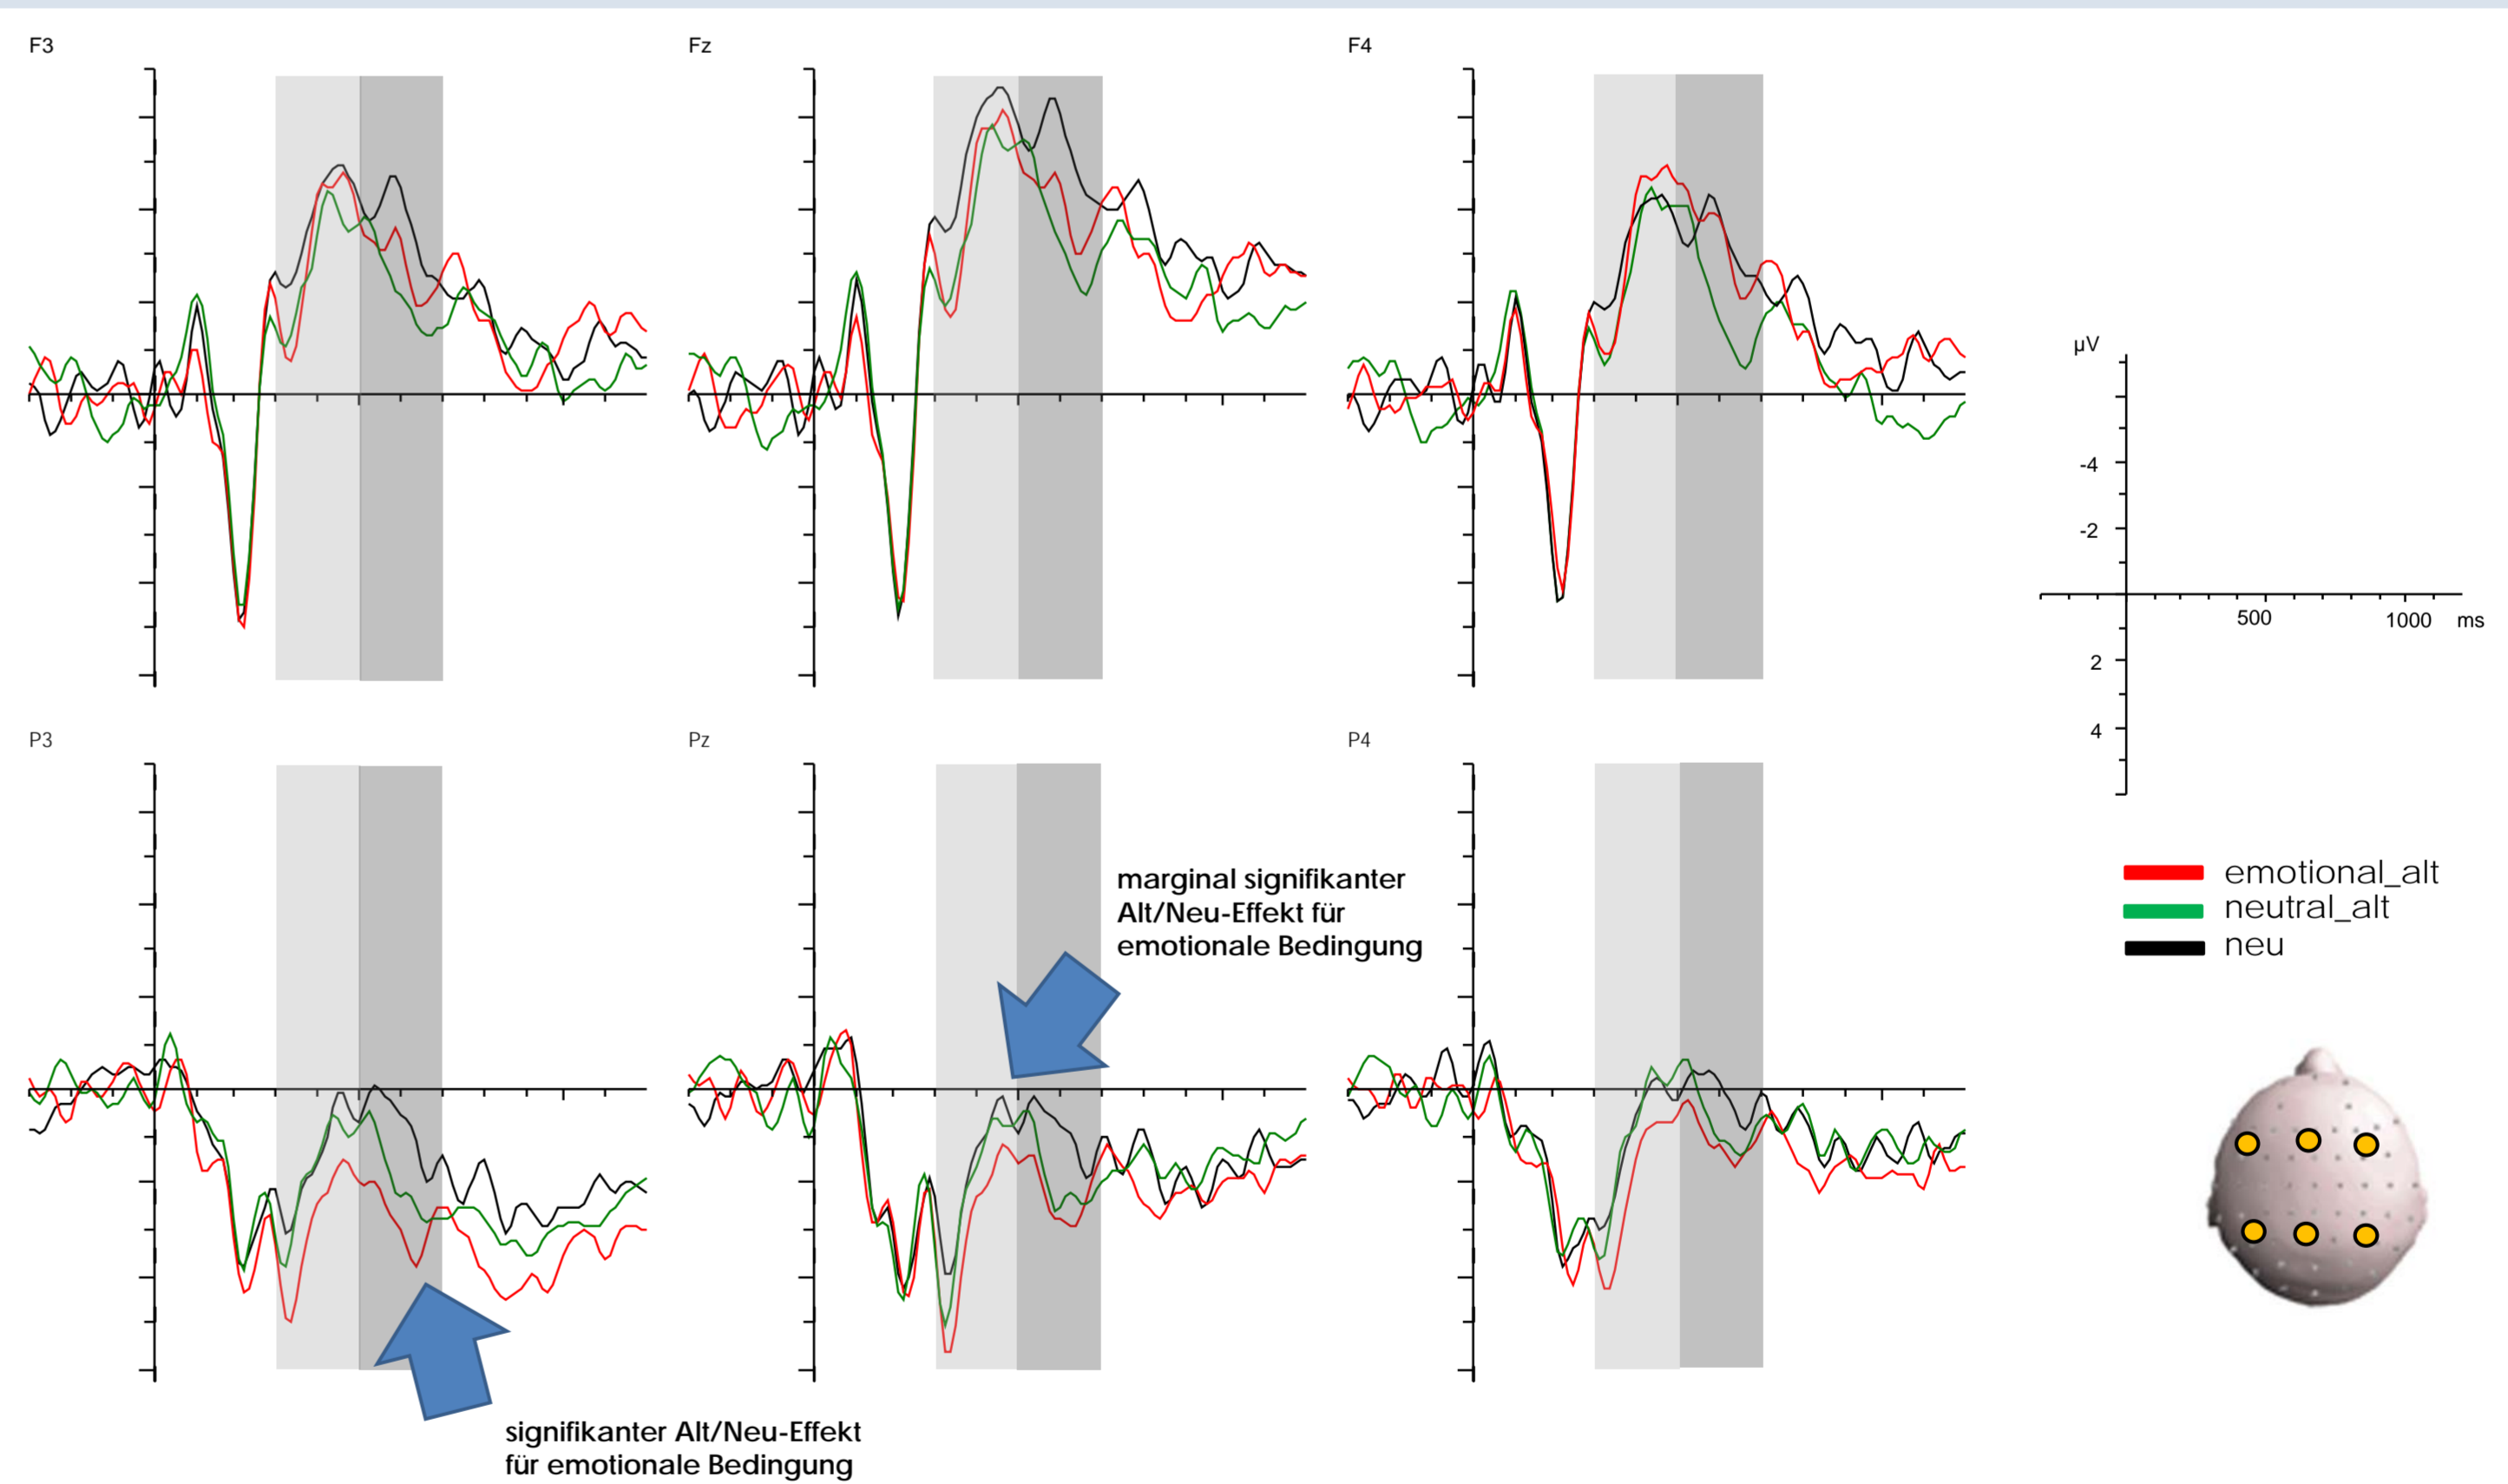 F3
Fz
F4
µV
-4
-2
500
1000
ms
2
4
P3
Pz
P4
marginal signifikanter
Alt/Neu-Effekt für
emotionale Bedingung
emotional_alt
neutral_alt
neu
signifikanter Alt/Neu-Effekt
für emotionale Bedingung